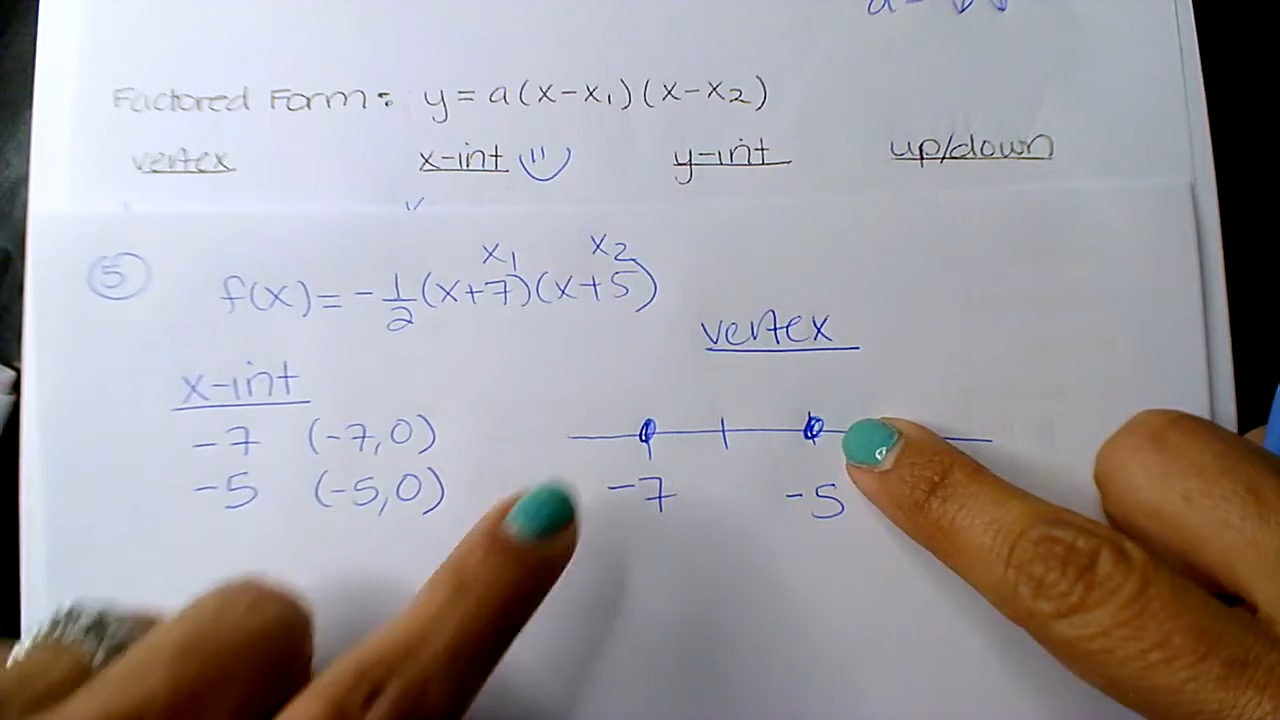 a -
Factored Form: y = a(x-x₁)(x-x₂)
vertex x-int y-int up/down
x₁ x₂
⑤ f(x) = -1/2(x+7)(x+5)
vertex
x-int
-7 (-7,0)
-5 (-5,0)
-7 -5